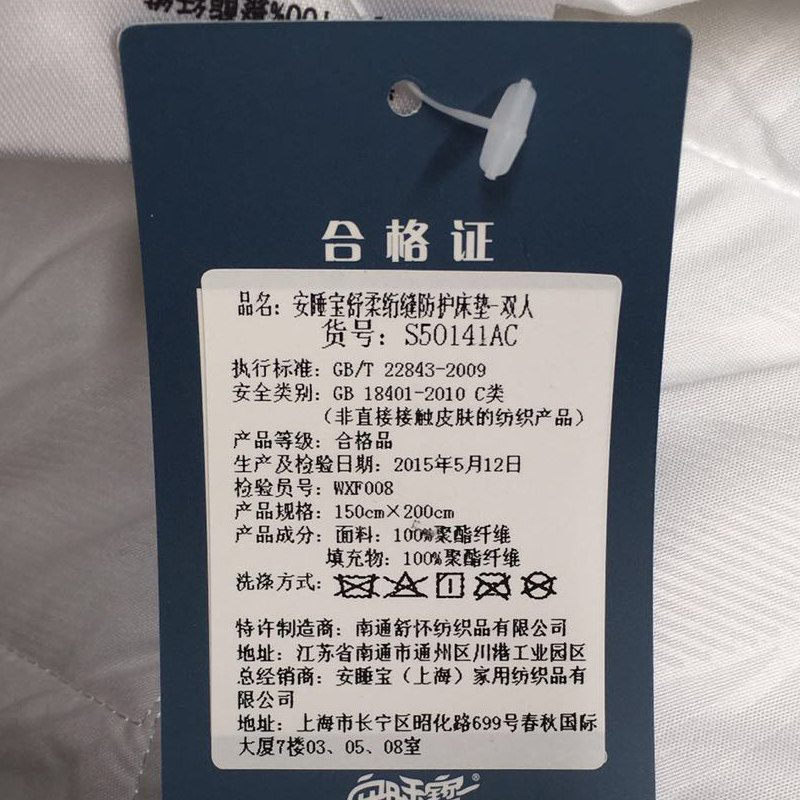 100%聚酯纤维
合格证
品名：安睡宝舒柔绗缝防护床垫-双人
货号：S50141AC
执行标准：GB/T 22843-2009
安全类别：GB 18401-2010 C类
（非直接接触皮肤的纺织产品）
产品等级：合格品
生产及检验日期：2015年5月12日
检验员号：WXF008
产品规格：150cm×200cm
产品成分：面料：100%聚酯纤维
填充物：100%聚酯纤维
洗涤方式：
特许制造商：南通舒怀纺织品有限公司
地址：江苏省南通市通州区川港工业园区
总经销商：安睡宝（上海）家用纺织品有
限公司
地址：上海市长宁区昭化路699号春秋国际
大厦7楼03、05、08室